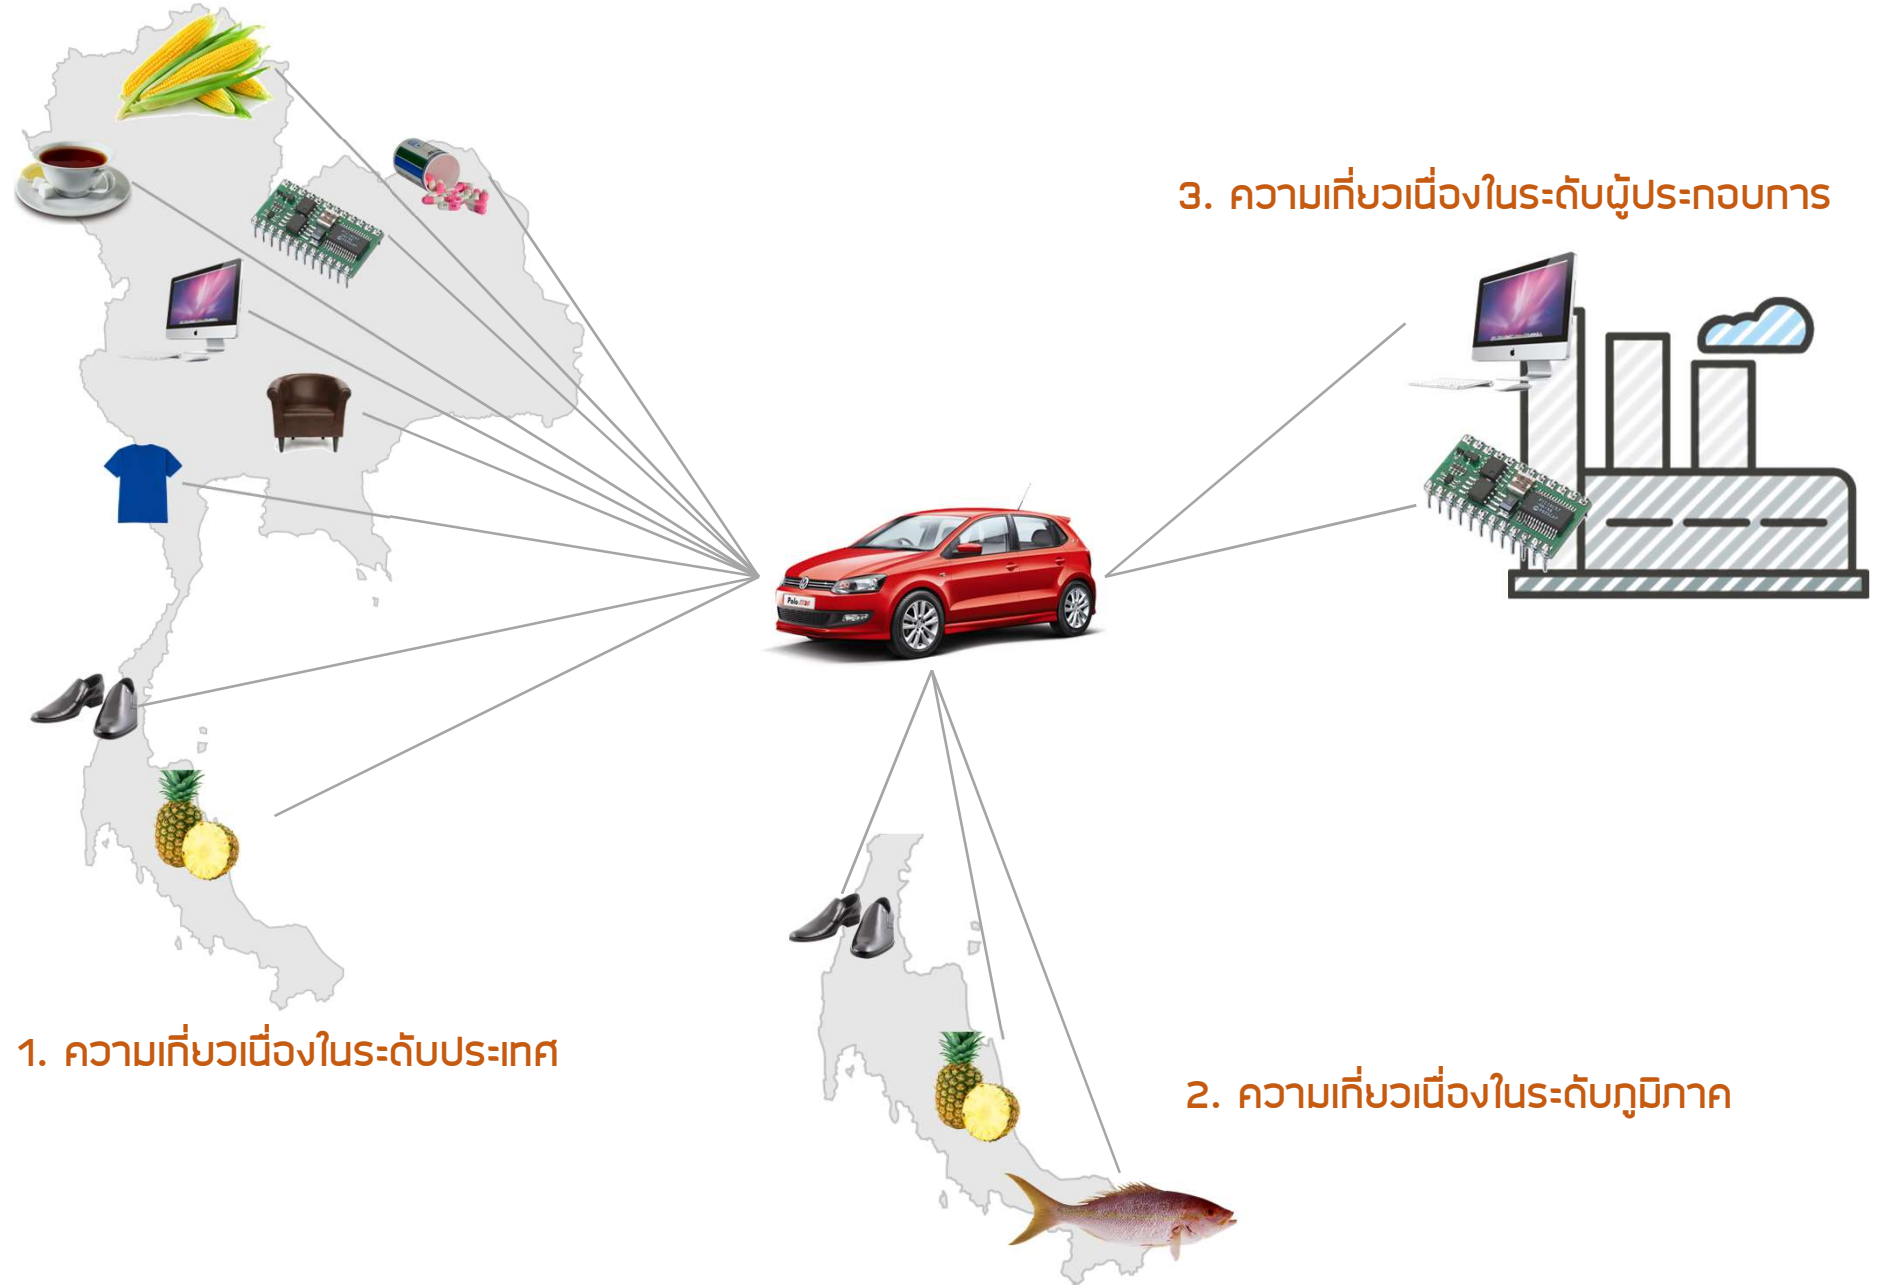 3. ความเกี่ยวเนื่องในระดับผู้ประกอบการ
Polo
1. ความเกี่ยวเนื่องในระดับประเทศ
2. ความเกี่ยวเนื่องในระดับภูมิภาค